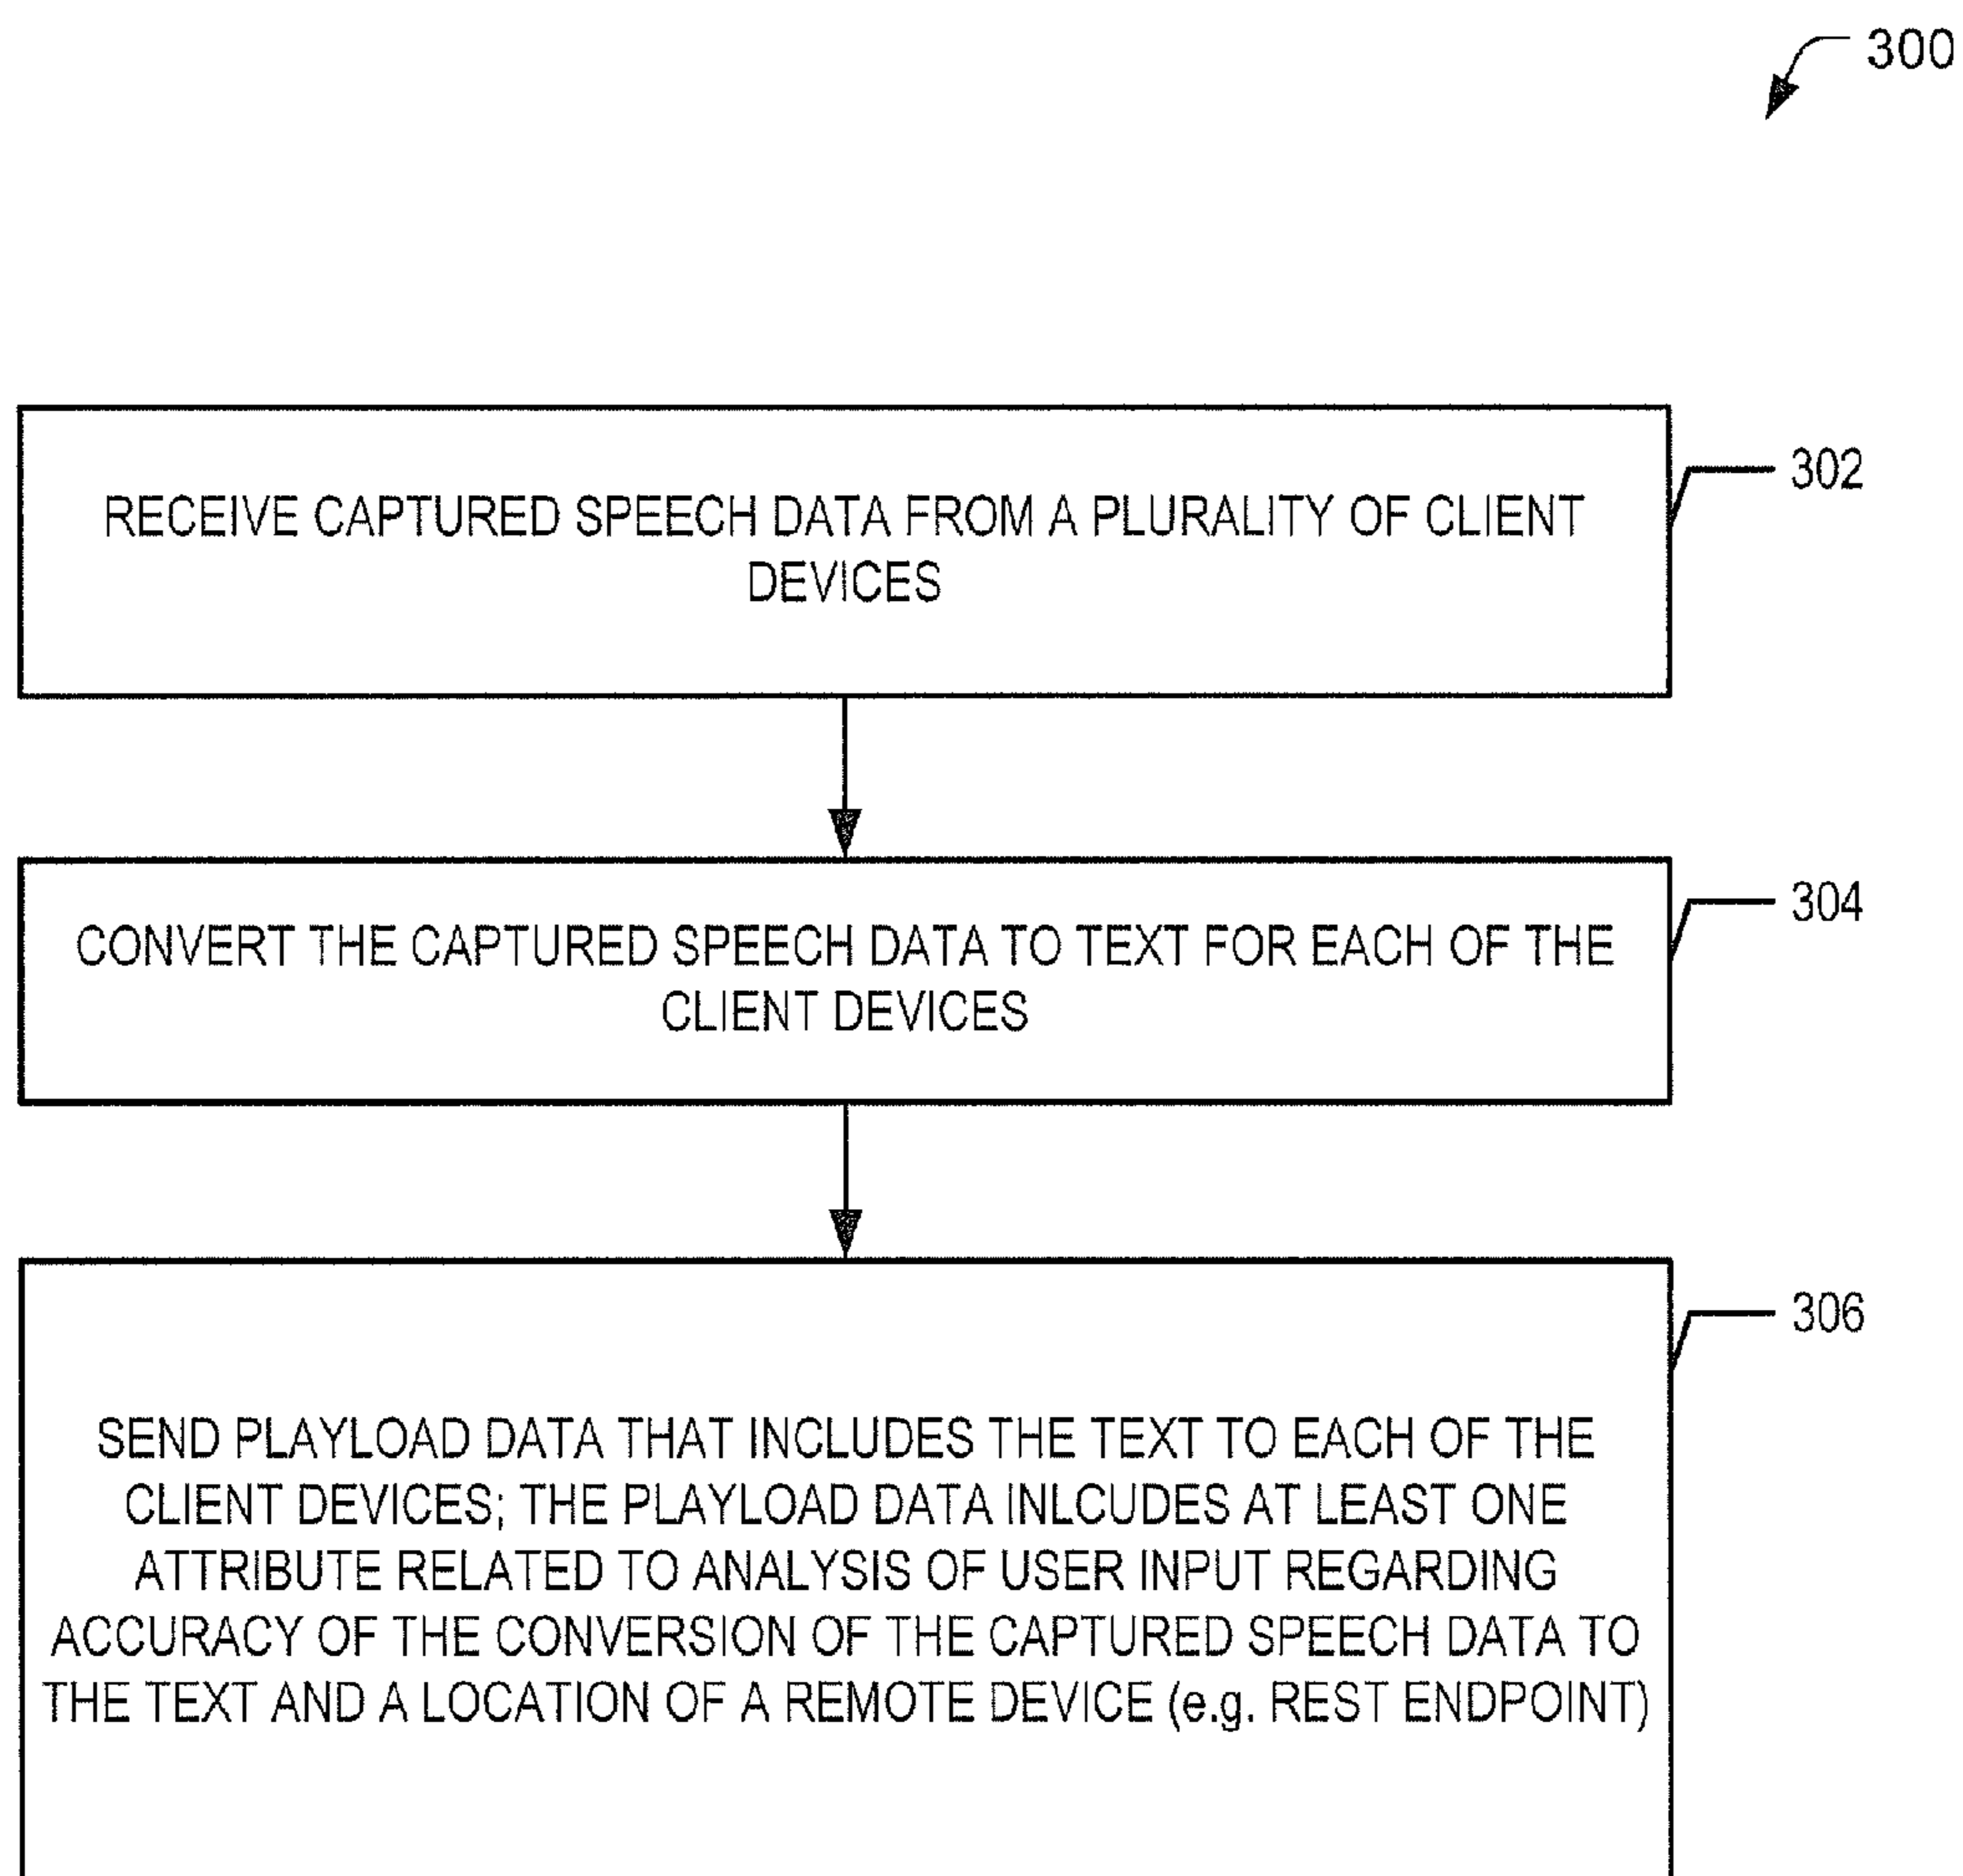 300
RECEIVE CAPTURED SPEECH DATA FROM A PLURALITY OF CLIENT
DEVICES
302
CONVERT THE CAPTURED SPEECH DATA TO TEXT FOR EACH OF THE
CLIENT DEVICES
304
SEND PLAYLOAD DATA THAT INCLUDES THE TEXT TO EACH OF THE
CLIENT DEVICES; THE PLAYLOAD DATA INLCUDES AT LEAST ONE
ATTRIBUTE RELATED TO ANALYSIS OF USER INPUT REGARDING
ACCURACY OF THE CONVERSION OF THE CAPTURED SPEECH DATA TO
THE TEXT AND A LOCATION OF A REMOTE DEVICE (e.g. REST ENDPOINT)
306